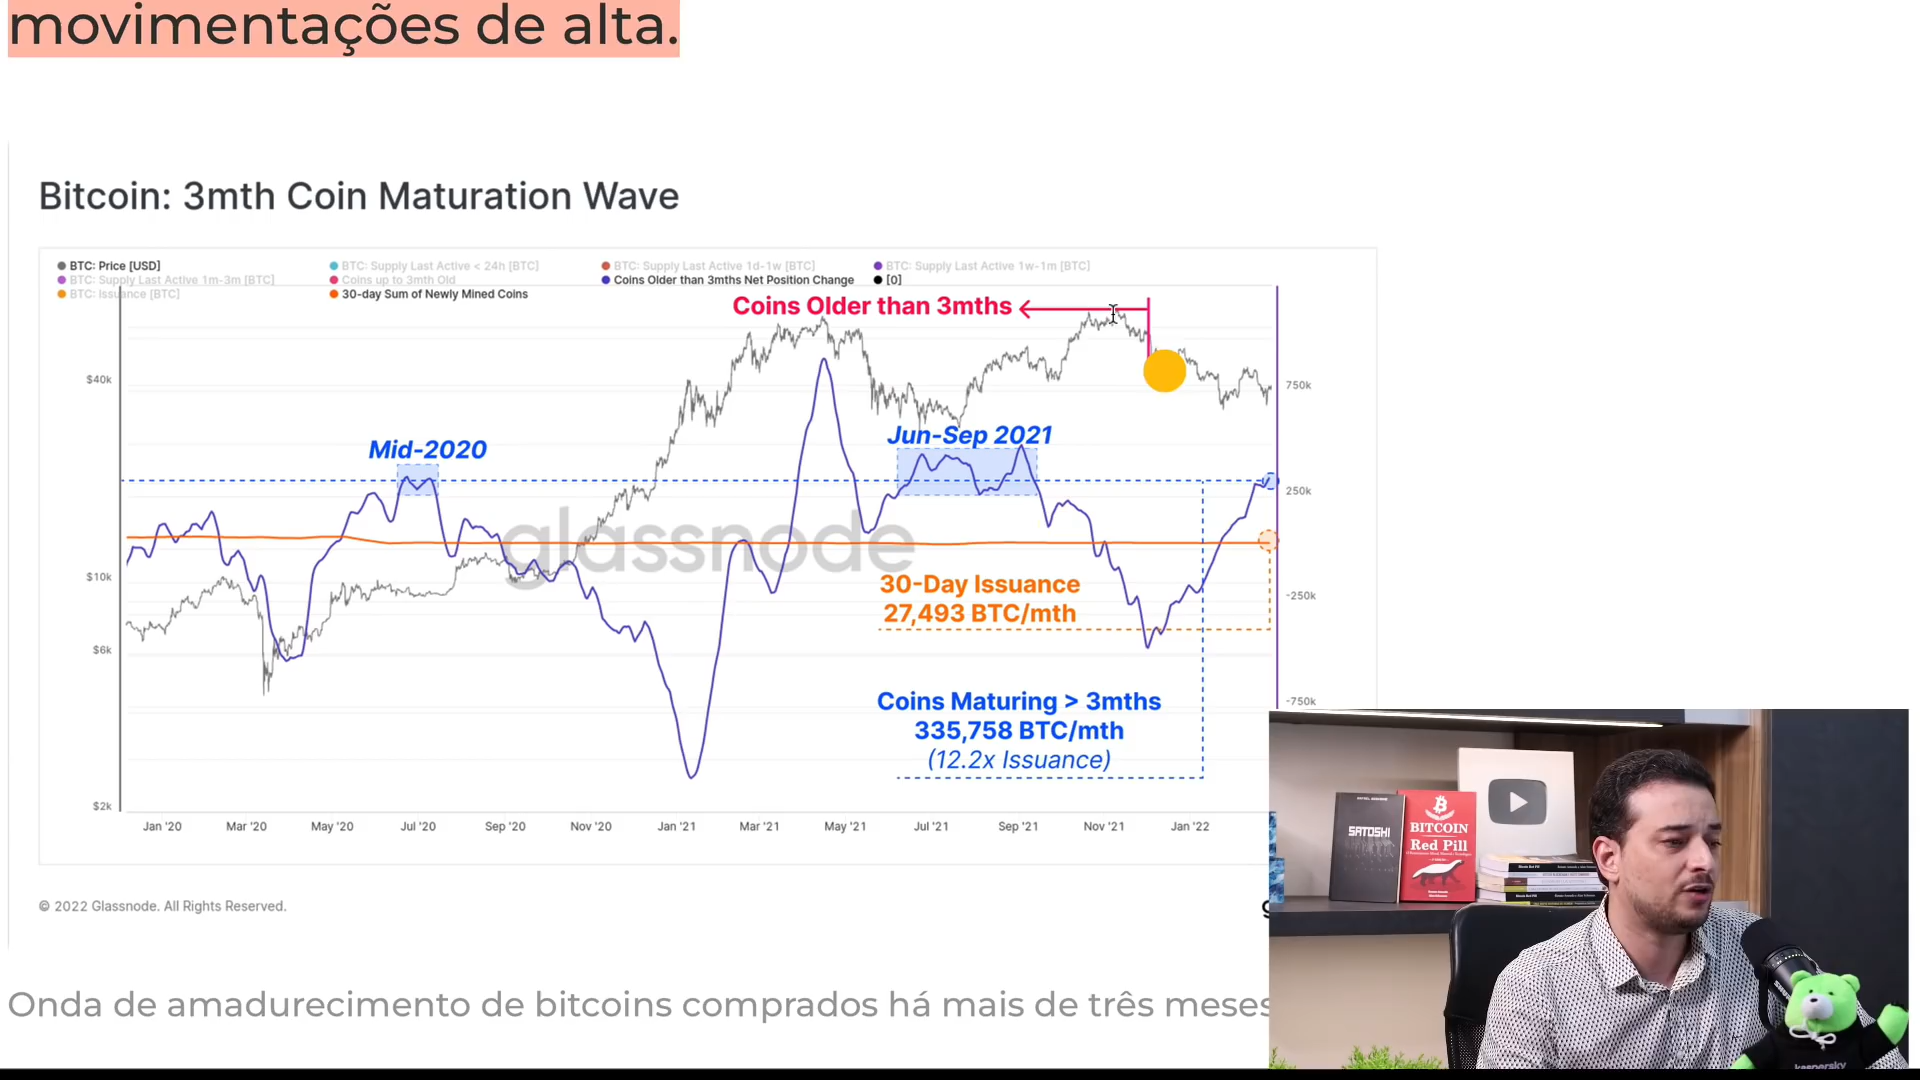 movimentações de alta.
Bitcoin: 3mth Coin Maturation Wave
BTC: Price [USD]
BTC: Supply Last Active < 24h [BTC]
BTC: Supply Last Active 1d-1w [BTC]
BTC: Supply Last Active 1w-1m [BTC]
BTC: Supply Last Active 1m-3m [BTC]
Coins up to 3mth Old
Coins Older than 3mths Net Position Change
[0]
BTC: Issuance [BTC]
30-day Sum of Newly Mined Coins
Coins Older than 3mths
$40k
750k
Mid-2020
Jun-Sep 2021
250k
glassnode
$10k
30-Day Issuance
27,493 BTC/mth
-250k
$6k
Coins Maturing > 3mths
335,758 BTC/mth
(12.2x Issuance)
-750k
$2k
Jan '20
Mar '20
May '20
Jul '20
Sep '20
Nov '20
Jan '21
Mar '21
May '21
Jul '21
Sep '21
Nov '21
Jan '22
© 2022 Glassnode. All Rights Reserved.
g
Onda de amadurecimento de bitcoins comprados há mais de três meses
SATOSHI
BITCOIN
Red Pill
kaspersky